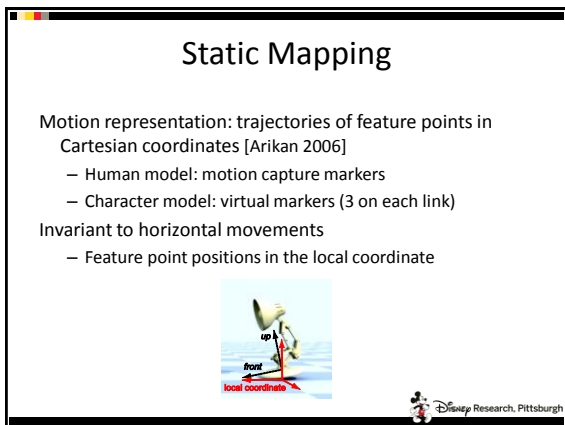 Static Mapping
Motion representation: trajectories of feature points in
Cartesian coordinates [Arikan 2006]
– Human model: motion capture markers
– Character model: virtual markers (3 on each link)
Invariant to horizontal movements
– Feature point positions in the local coordinate
up
front
local coordinate
Disney Research, Pittsburgh